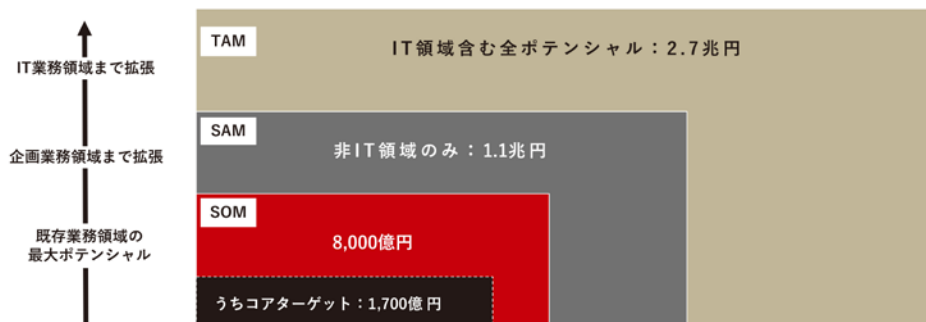 TAM
IT領域含む全ポテンシャル：2.7兆円
IT業務領域まで拡張
SAM
非IT領域のみ：1.1兆円
企画業務領域まで拡張
SOM
8,000億円
既存業務領域の
最大ポテンシャル
うちコアターゲット：1,700億円